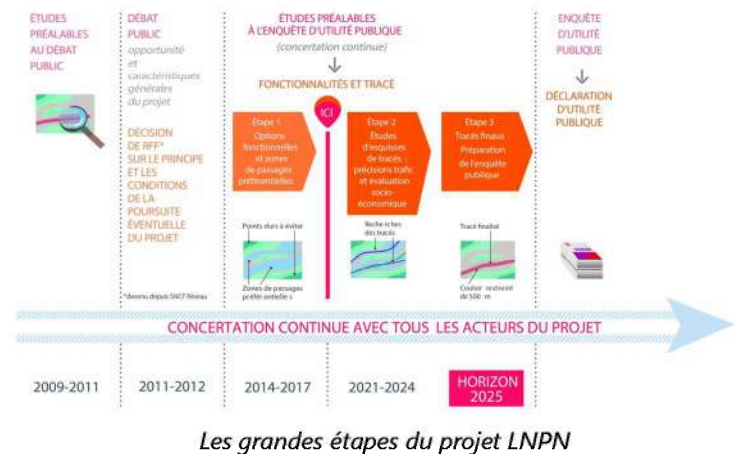 ÉTUDES
PRÉALABLES
AU DÉBAT
PUBLIC
DÉBAT
PUBLIC
opportunité
et
caractéristiques
générales
du projet
DÉCISION
DE RFF*
SUR LE PRINCIPE
ET LES
CONDITIONS
DE LA
POURSUITE
ÉVENTUELLE
DU PROJET
*devenu depuis SNCF Réseau
ÉTUDES PRÉALABLES
À L'ENQUÊTE D'UTILITÉ PUBLIQUE
(concertation continue)
FONCTIONNALITÉS ET TRACÉ
ICI
Étape 1
Options
fonctionnelles
et zones
de passages
préférentielles
Étape 2
Études
d'esquisses
de tracés :
précisions trafic
et évaluation
socio-
économique
Étape 3
Tracés finaux
Préparation
de l'enquête
publique
Points durs à éviter
Zones de passages
préférentielles
Recherches
des tracés
Tracé finalisé
Couloir restreint
de 500 m
ENQUÊTE
D'UTILITÉ
PUBLIQUE
DÉCLARATION
D'UTILITÉ
PUBLIQUE
CONCERTATION CONTINUE AVEC TOUS LES ACTEURS DU PROJET
2009-2011
2011-2012
2014-2017
2021-2024
HORIZON
2025
Les grandes étapes du projet LNPN